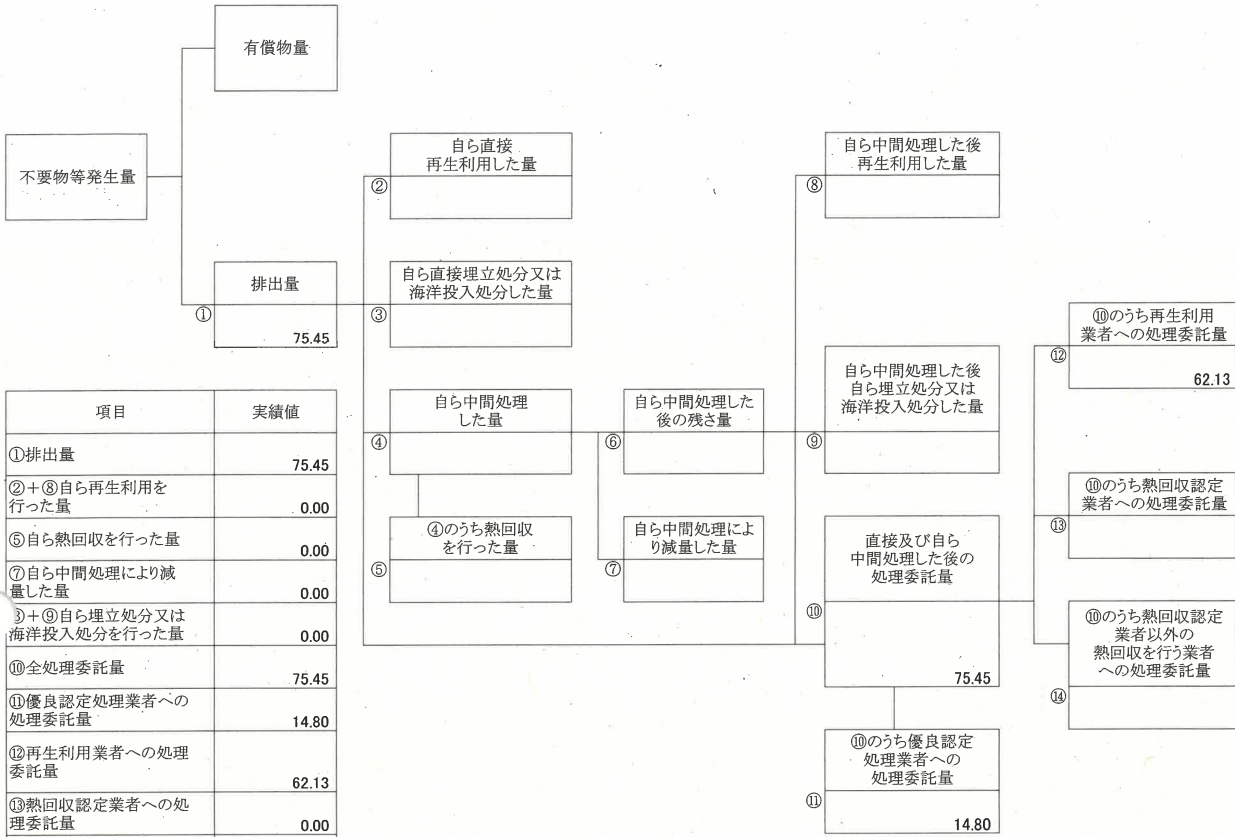 有償物量
不要物等発生量
自ら直接
再生利用した量
②
自ら中間処理した後
再生利用した量
⑧
排出量
①
75.45
自ら直接埋立処分又は
海洋投入処分した量
③
⑩のうち再生利用
業者への処理委託量
⑫
62.13
自ら中間処理
した量
④
自ら中間処理した
後の残さ量
⑥
自ら中間処理した後
自ら埋立処分又は
海洋投入処分した量
⑨
⑩のうち熱回収認定
業者への処理委託量
⑬
④のうち熱回収
を行った量
⑤
自ら中間処理によ
り減量した量
⑦
直接及び自ら
中間処理した後の
処理委託量
⑩
75.45
⑩のうち熱回収認定
業者以外の
熱回収を行う業者
への処理委託量
⑭
⑩のうち優良認定
処理業者への
処理委託量
⑪
14.80
項目 実績値
①排出量 75.45
②+⑧自ら再生利用を
行った量 0.00
⑤自ら熱回収を行った量 0.00
⑦自ら中間処理により減
量した量 0.00
③+⑨自ら埋立処分又は
海洋投入処分を行った量 0.00
⑩全処理委託量 75.45
⑪優良認定処理業者への
処理委託量 14.80
⑫再生利用業者への処理
委託量 62.13
⑬熱回収認定業者への処
理委託量 0.00